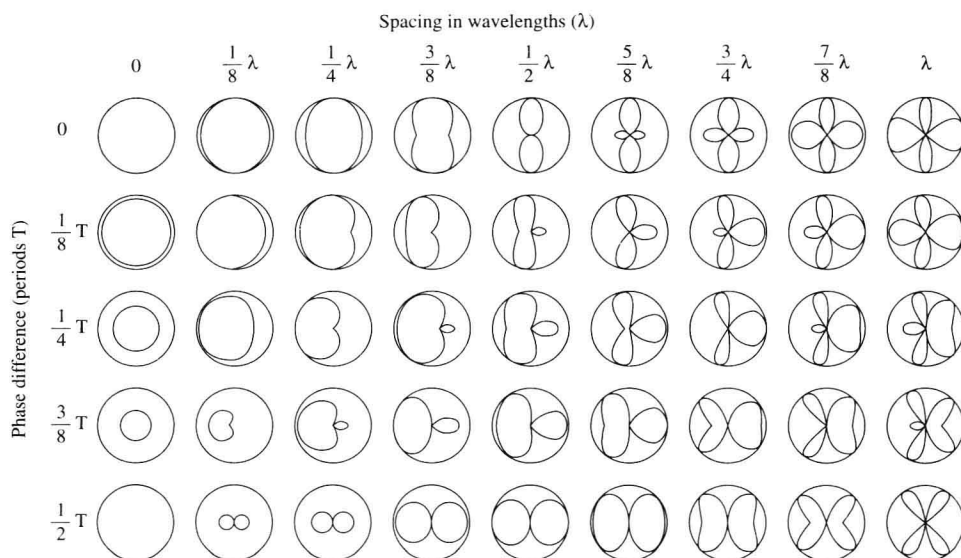 Spacing in wavelengths (λ)
0 1/8 λ 1/4 λ 3/8 λ 1/2 λ 5/8 λ 3/4 λ 7/8 λ λ
Phase difference (periods T)
0
1/8 T
1/4 T
3/8 T
1/2 T